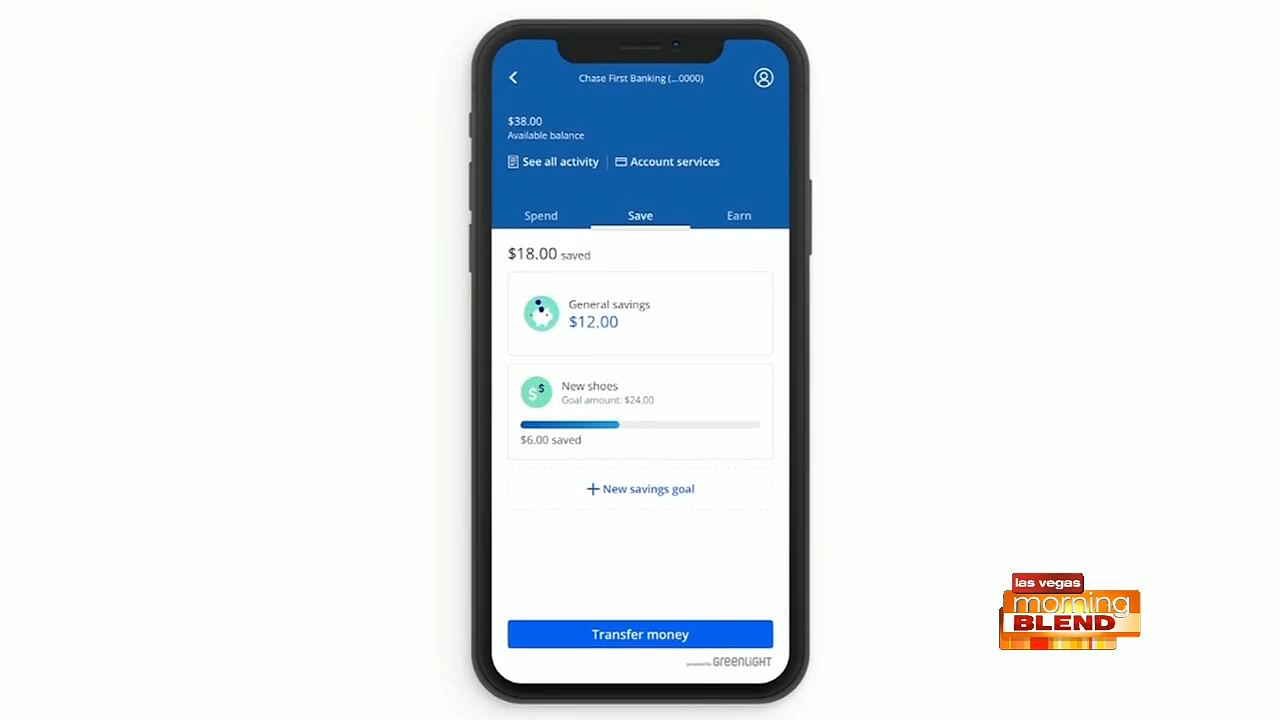 Chase First Banking (...0000)
$38.00
Available balance
See all activity
Account services
Spend
Save
Earn
$18.00 saved
General savings
$12.00
$
$
New shoes
Goal amount: $24.00
$6.00 saved
+ New savings goal
Transfer money
powered by GREENLIGHT
las vegas
morning
BLEND